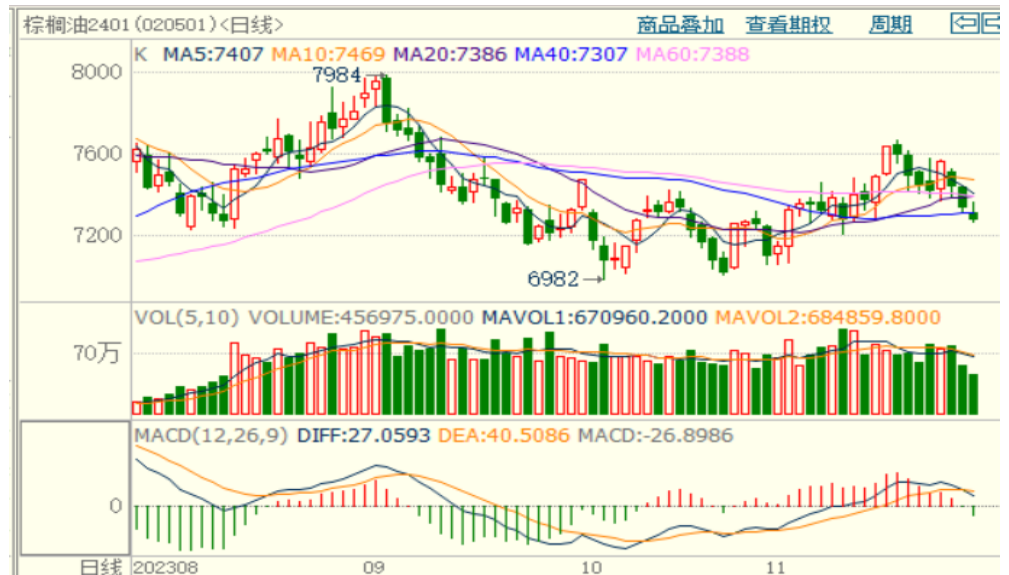 棕榈油2401(020501)<日线> 商品叠加 查看期权 周期
K MA5:7407 MA10:7469 MA20:7386 MA40:7307 MA60:7388
8000
7984
7600
7200
6982
VOL(5,10) VOLUME:456975.0000 MAVOL1:670960.2000 MAVOL2:684859.8000
70万
MACD(12,26,9) DIFF:27.0593 DEA:40.5086 MACD:-26.8986
0
日线 202308 09 10 11